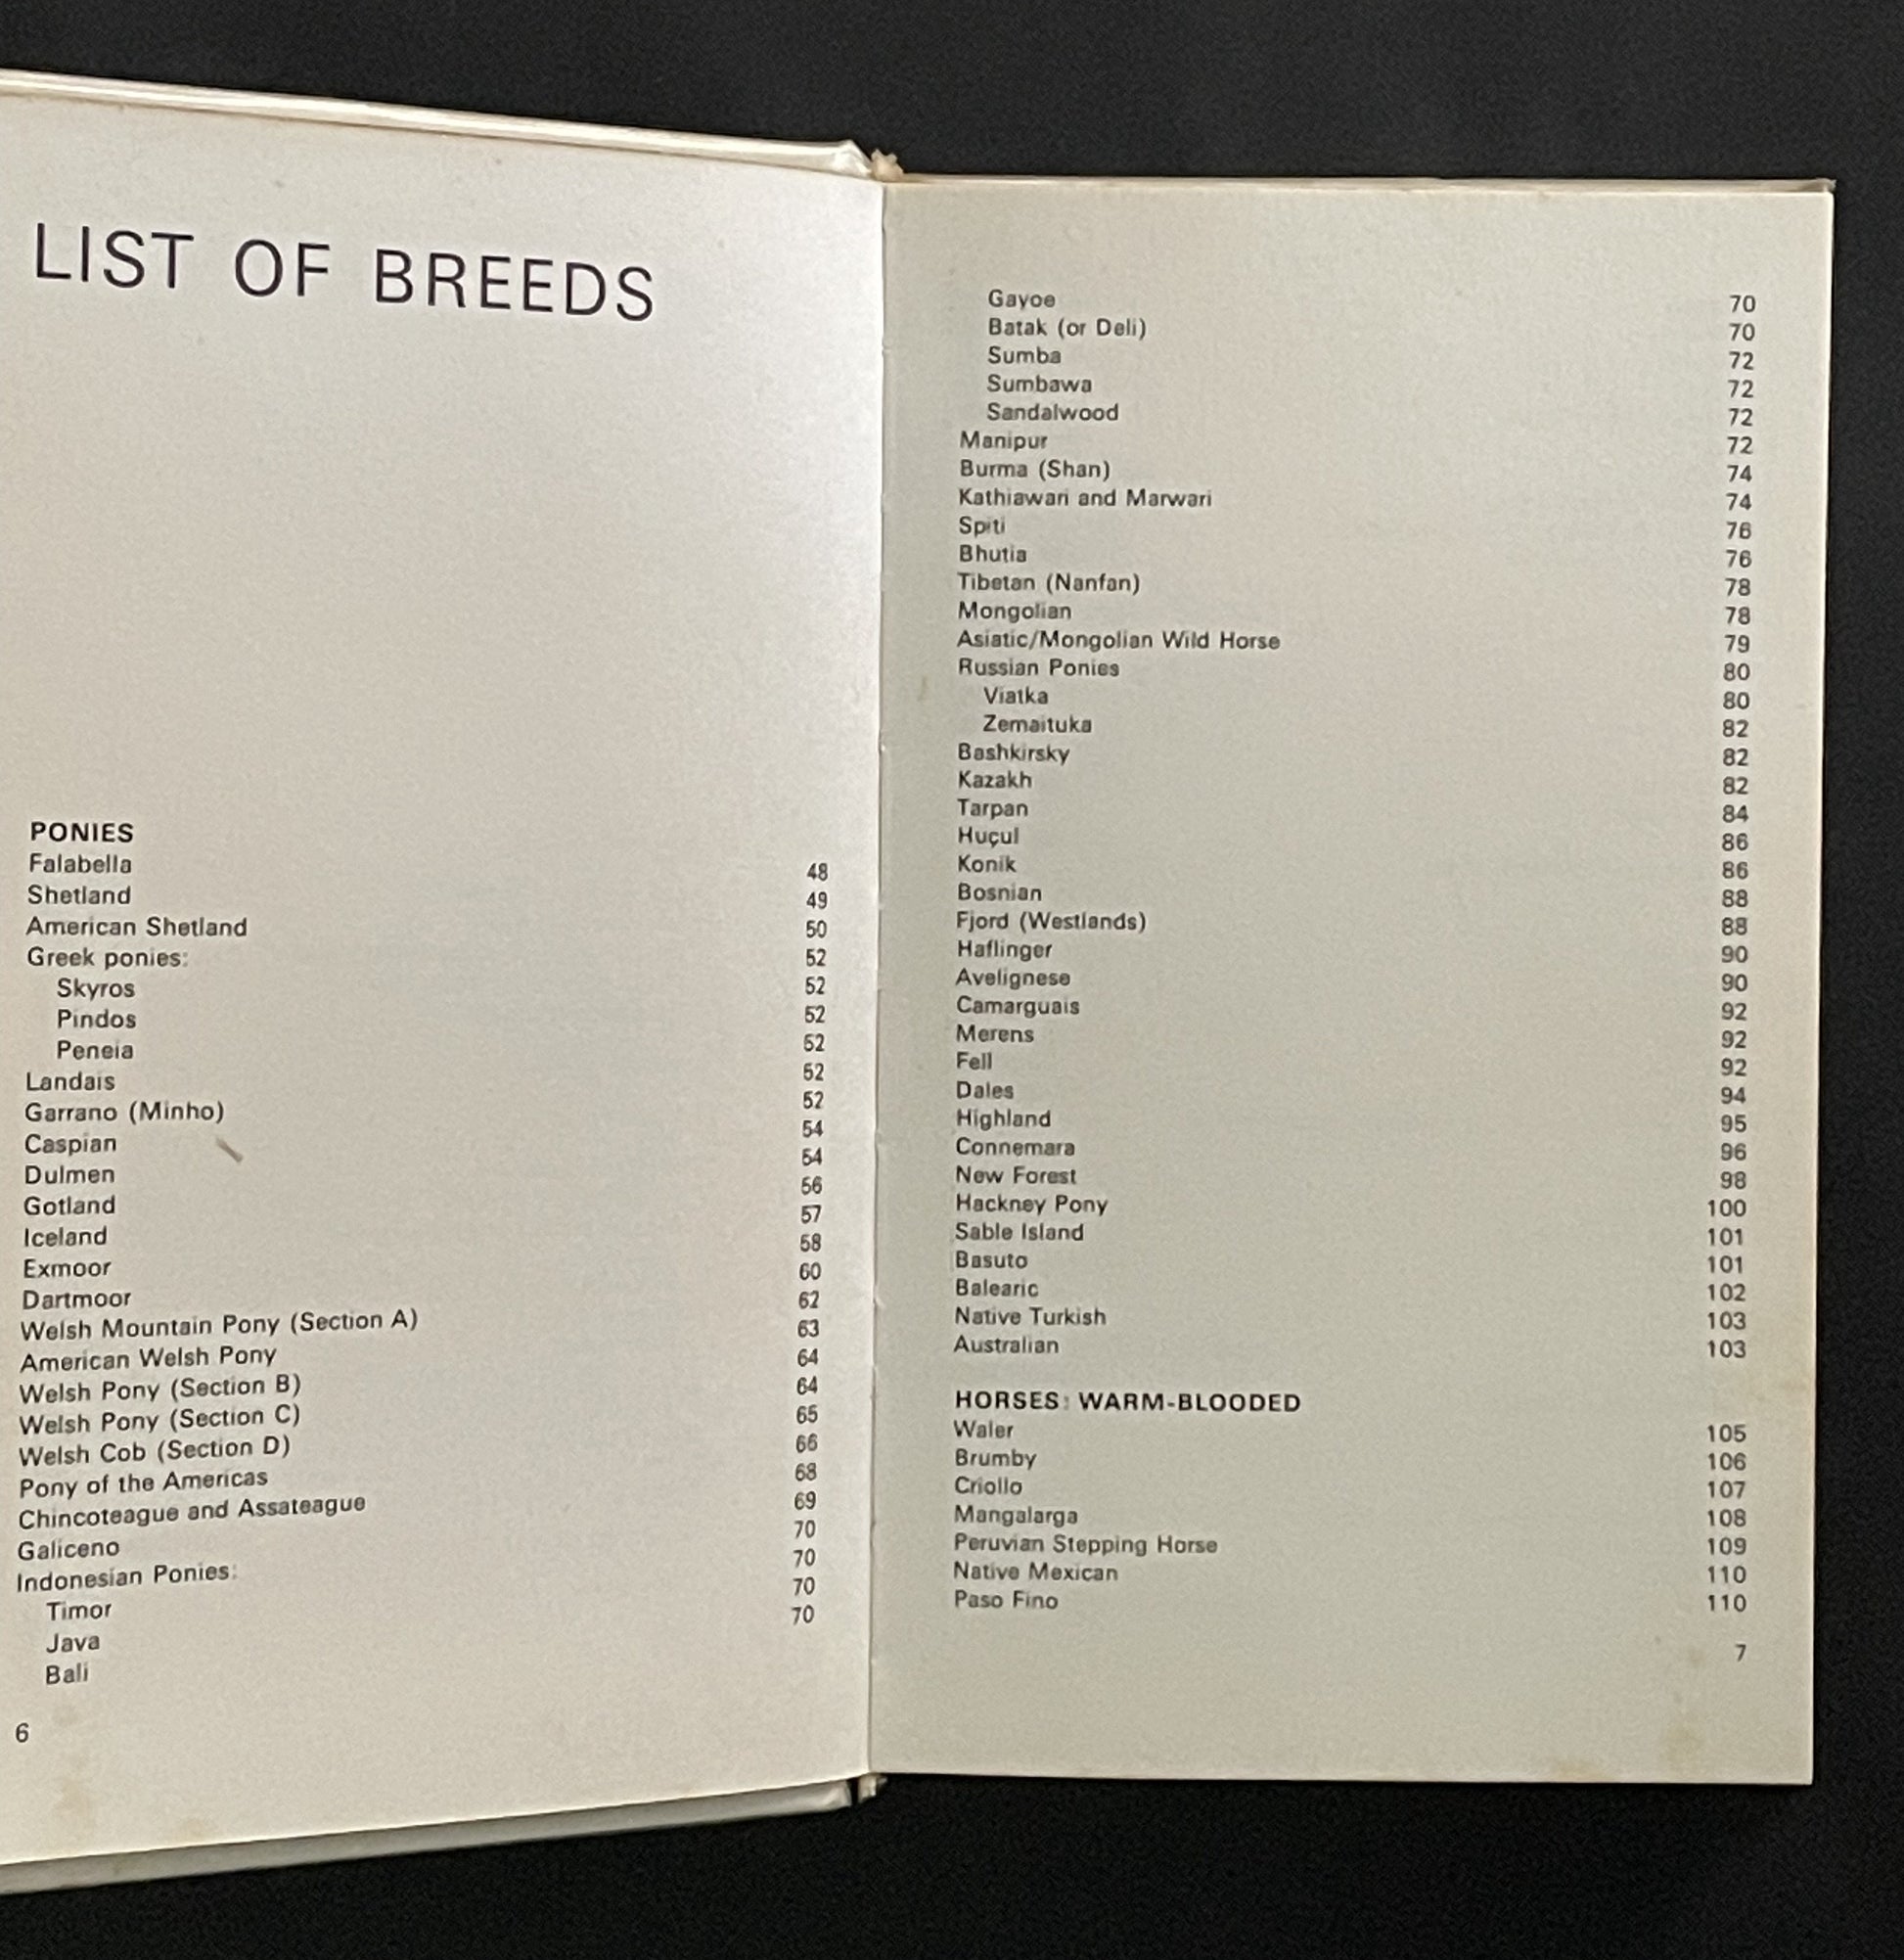 LIST OF BREEDS
PONIES
Falabella 48
Shetland 49
American Shetland 50
Greek ponies: 52
Skyros 52
Pindos 52
Peneia 52
Landais 52
Garrano (Minho) 52
Caspian 54
Dulmen 54
Gotland 56
Iceland 57
Exmoor 58
Dartmoor 60
Welsh Mountain Pony (Section A) 62
American Welsh Pony 63
Welsh Pony (Section B) 64
Welsh Pony (Section C) 64
Welsh Cob (Section D) 65
Pony of the Americas 66
Chincoteague and Assateague 68
Galiceno 69
Indonesian Ponies: 70
Timor 70
Java 70
Bali 70
6
Gayoe 70
Batak (or Deli) 70
Sumba 72
Sumbawa 72
Sandalwood 72
Manipur 72
Burma (Shan) 74
Kathiawari and Marwari 74
Spiti 76
Bhutia 76
Tibetan (Nanfan) 78
Mongolian 78
Asiatic/Mongolian Wild Horse 79
Russian Ponies 80
Viatka 80
Zemaituka 82
Bashkirsky 82
Kazakh 82
Tarpan 84
Huçul 86
Konik 86
Bosnian 88
Fjord (Westlands) 88
Haflinger 90
Avelignese 90
Camarguais 92
Merens 92
Fell 92
Dales 94
Highland 95
Connemara 96
New Forest 98
Hackney Pony 100
Sable Island 101
Basuto 101
Balearic 102
Native Turkish 103
Australian 103
HORSES: WARM-BLOODED
Waler 105
Brumby 106
Criollo 107
Mangalarga 108
Peruvian Stepping Horse 109
Native Mexican 110
Paso Fino 110
7